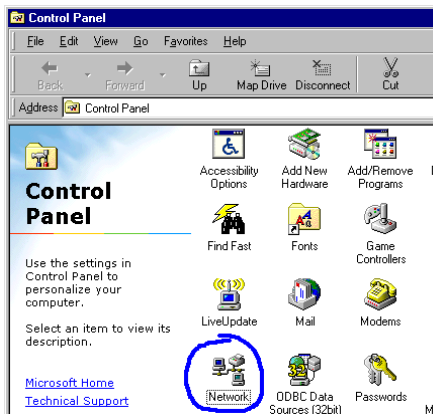 Control Panel
File Edit View Go Favorites Help
Back Forward Up Map Drive Disconnect Cut
Address Control Panel
Control
Panel
Use the settings in
Control Panel to
personalize your
computer.
Select an item to view its
description.
Microsoft Home
Technical Support
Accessibility
Options
Add New
Hardware
Add/Remove
Programs
Find Fast
Fonts
Game
Controllers
LiveUpdate
Mail
Modems
Network
ODBC Data
Sources (32bit)
Passwords